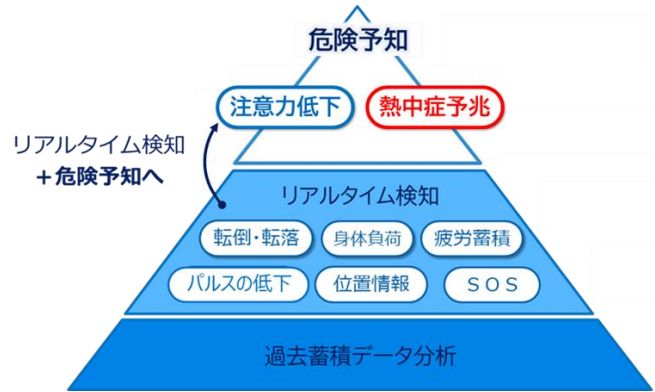 危険予知
注意力低下
熱中症予兆
リアルタイム検知
+危険予知へ
リアルタイム検知
転倒・転落
身体負荷
疲労蓄積
パルスの低下
位置情報
SOS
過去蓄積データ分析